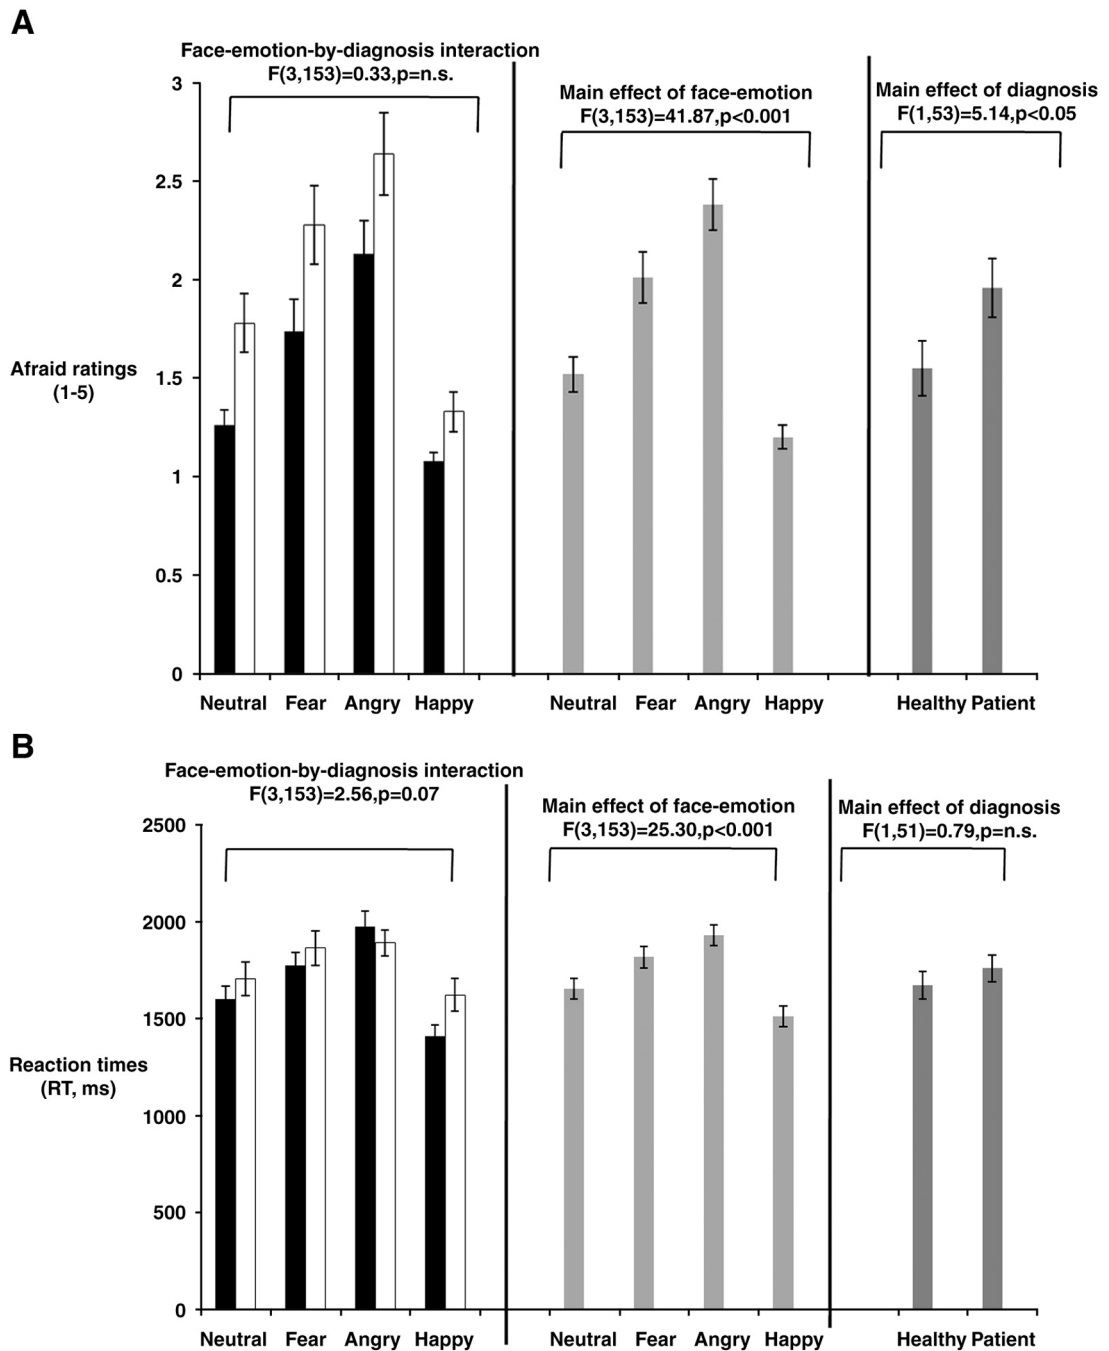 A
Face-emotion-by-diagnosis interaction
F(3,153)=0.33,p=n.s.
Main effect of face-emotion
F(3,153)=41.87,p<0.001
Main effect of diagnosis
F(1,53)=5.14,p<0.05
3
2.5
2
1.5
1
0.5
0
Afraid ratings
(1-5)
Neutral Fear Angry Happy
Neutral Fear Angry Happy
Healthy Patient
B
Face-emotion-by-diagnosis interaction
F(3,153)=2.56,p=0.07
Main effect of face-emotion
F(3,153)=25.30,p<0.001
Main effect of diagnosis
F(1,51)=0.79,p=n.s.
2500
2000
1500
1000
500
0
Reaction times
(RT, ms)
Neutral Fear Angry Happy
Neutral Fear Angry Happy
Healthy Patient